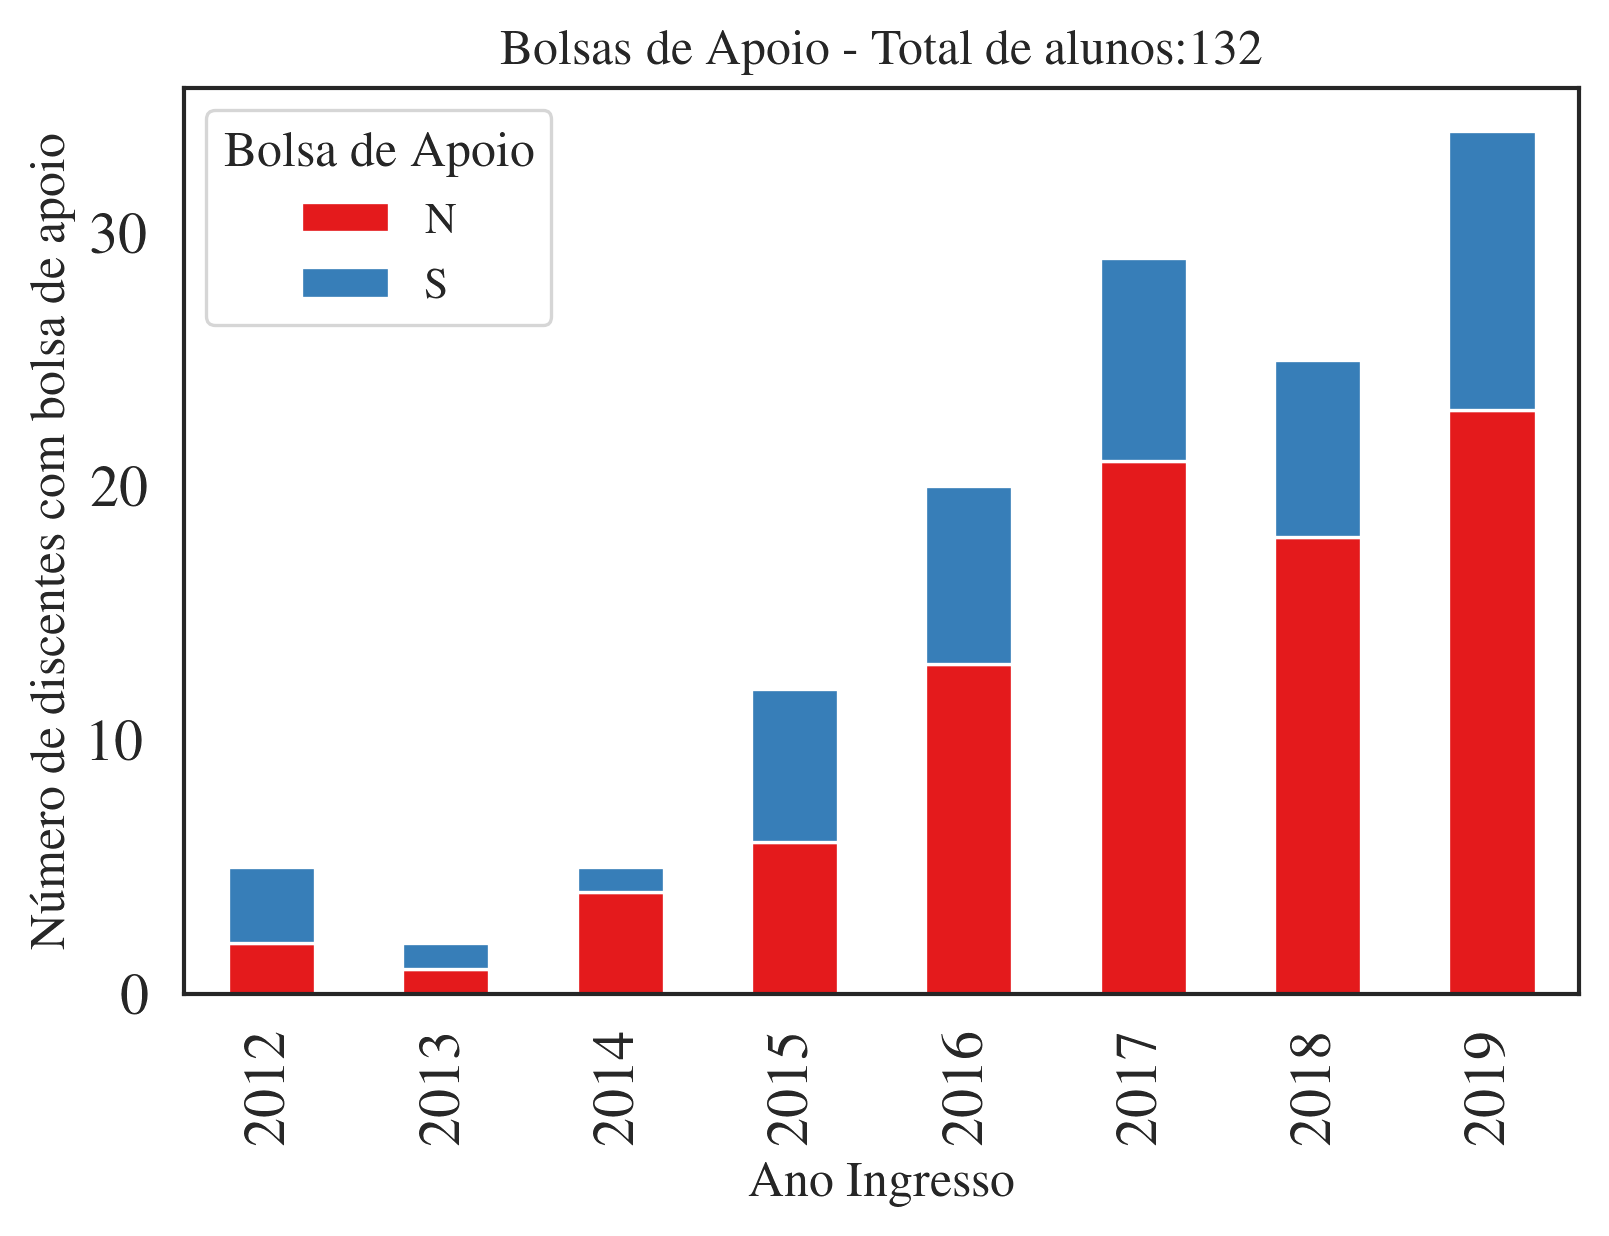 Bolsas de Apoio - Total de alunos:132
Bolsa de Apoio
N
S
Número de discentes com bolsa de apoio
30
20
10
0
2012
2013
2014
2015
2016
2017
2018
2019
Ano Ingresso